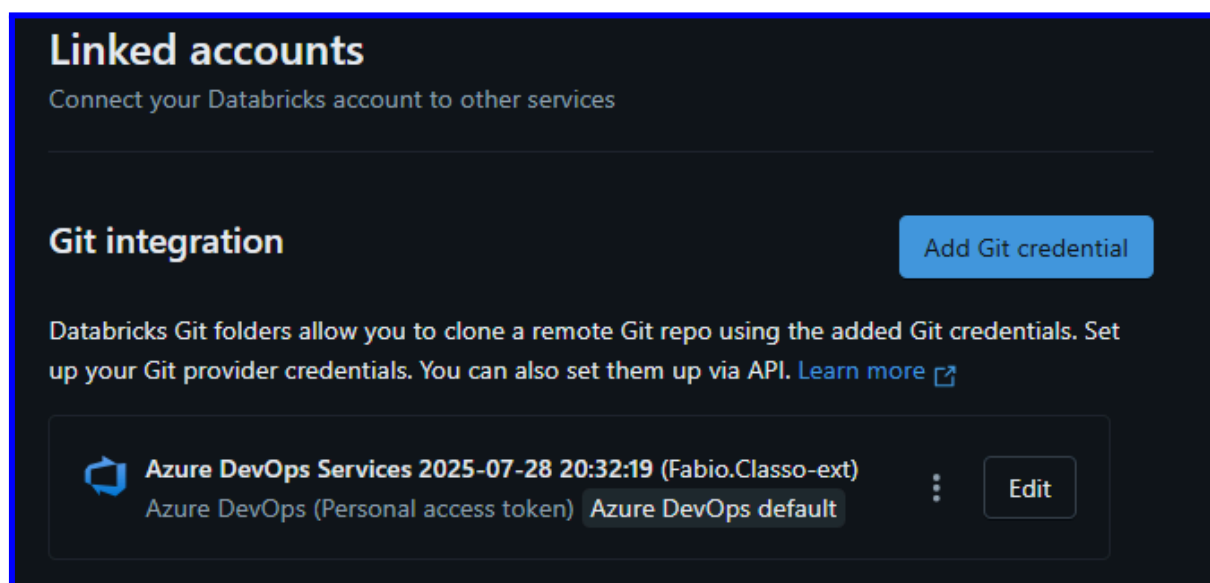 Linked accounts
Connect your Databricks account to other services
Git integration
Add Git credential
Databricks Git folders allow you to clone a remote Git repo using the added Git credentials. Set
up your Git provider credentials. You can also set them up via API. Learn more
Azure DevOps Services 2025-07-28 20:32:19 (Fabio.Classo-ext)
Azure DevOps (Personal access token) Azure DevOps default
Edit